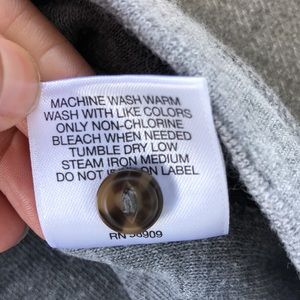 MACHINE WASH WARM
WASH WITH LIKE COLORS
ONLY NON-CHLORINE
BLEACH WHEN NEEDED
TUMBLE DRY LOW
STEAM IRON MEDIUM
DO NOT ON LABEL
RN